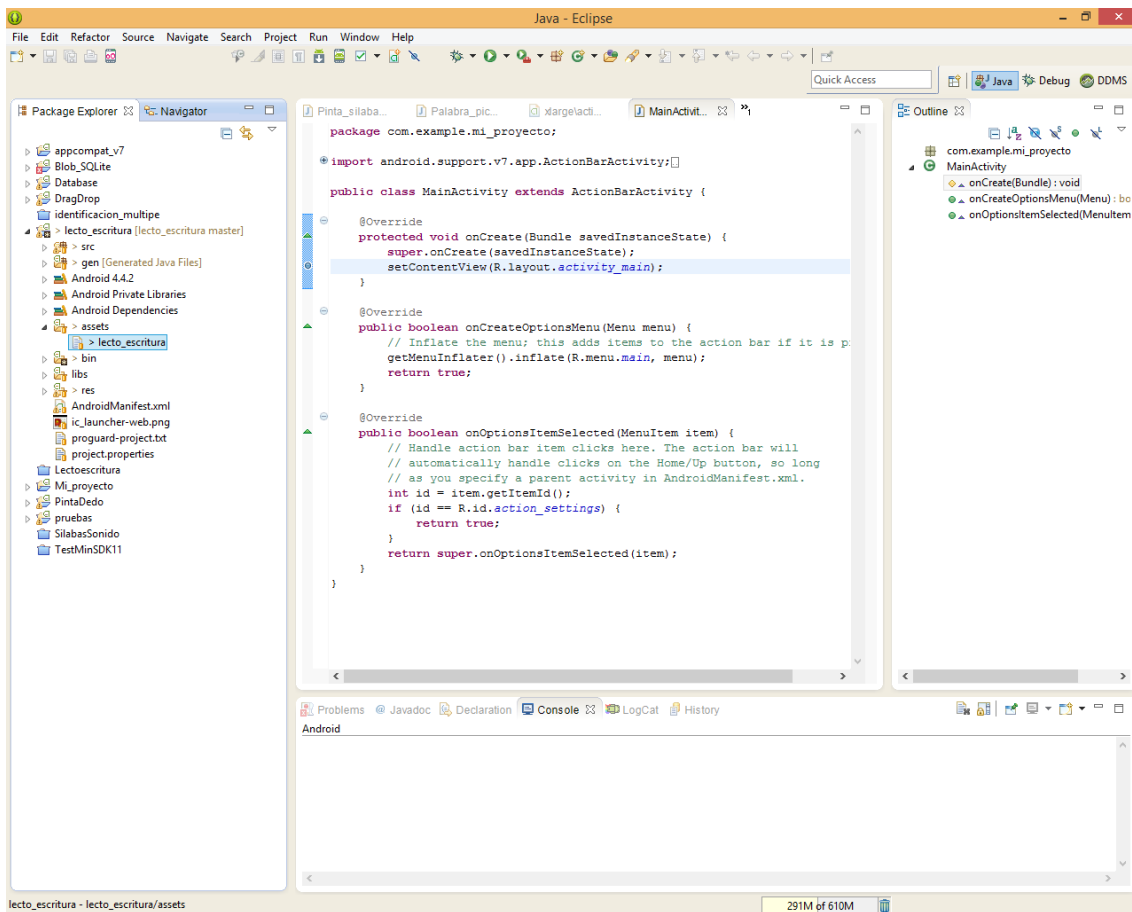 Java - Eclipse
File Edit Refactor Source Navigate Search Project Run Window Help
Quick Access
Java Debug DDMS
Package Explorer Navigator
appcompat_v7
Blob_SQLite
Database
DragDrop
identificacion_multipe
> lecto_escritura [lecto_escritura master]
> src
> gen [Generated Java Files]
Android 4.4.2
Android Private Libraries
Android Dependencies
> assets
> lecto_escritura
> bin
libs
> res
AndroidManifest.xml
ic_launcher-web.png
proguard-project.txt
project.properties
Lectoescritura
Mi_proyecto
PintaDedo
pruebas
SilabasSonido
TestMinSDK11
Pinta_silaba... Palabra_pic... xlarge\acti... MainActivit... »1
package com.example.mi_proyecto;
import android.support.v7.app.ActionBarActivity;
public class MainActivity extends ActionBarActivity {
@Override
protected void onCreate(Bundle savedInstanceState) {
super.onCreate(savedInstanceState);
setContentView(R.layout.activity_main);
}
@Override
public boolean onCreateOptionsMenu(Menu menu) {
// Inflate the menu; this adds items to the action bar if it is p
getMenuInflater().inflate(R.menu.main, menu);
return true;
}
@Override
public boolean onOptionsItemSelected(MenuItem item) {
// Handle action bar item clicks here. The action bar will
// automatically handle clicks on the Home/Up button, so long
// as you specify a parent activity in AndroidManifest.xml.
int id = item.getItemId();
if (id == R.id.action_settings) {
return true;
}
return super.onOptionsItemSelected(item);
}
}
Outline
com.example.mi_proyecto
MainActivity
onCreate(Bundle) : void
onCreateOptionsMenu(Menu) : bo
onOptionsItemSelected(MenuItem
Problems @ Javadoc Declaration Console LogCat History
Android
lecto_escritura - lecto_escritura/assets
291M of 610M